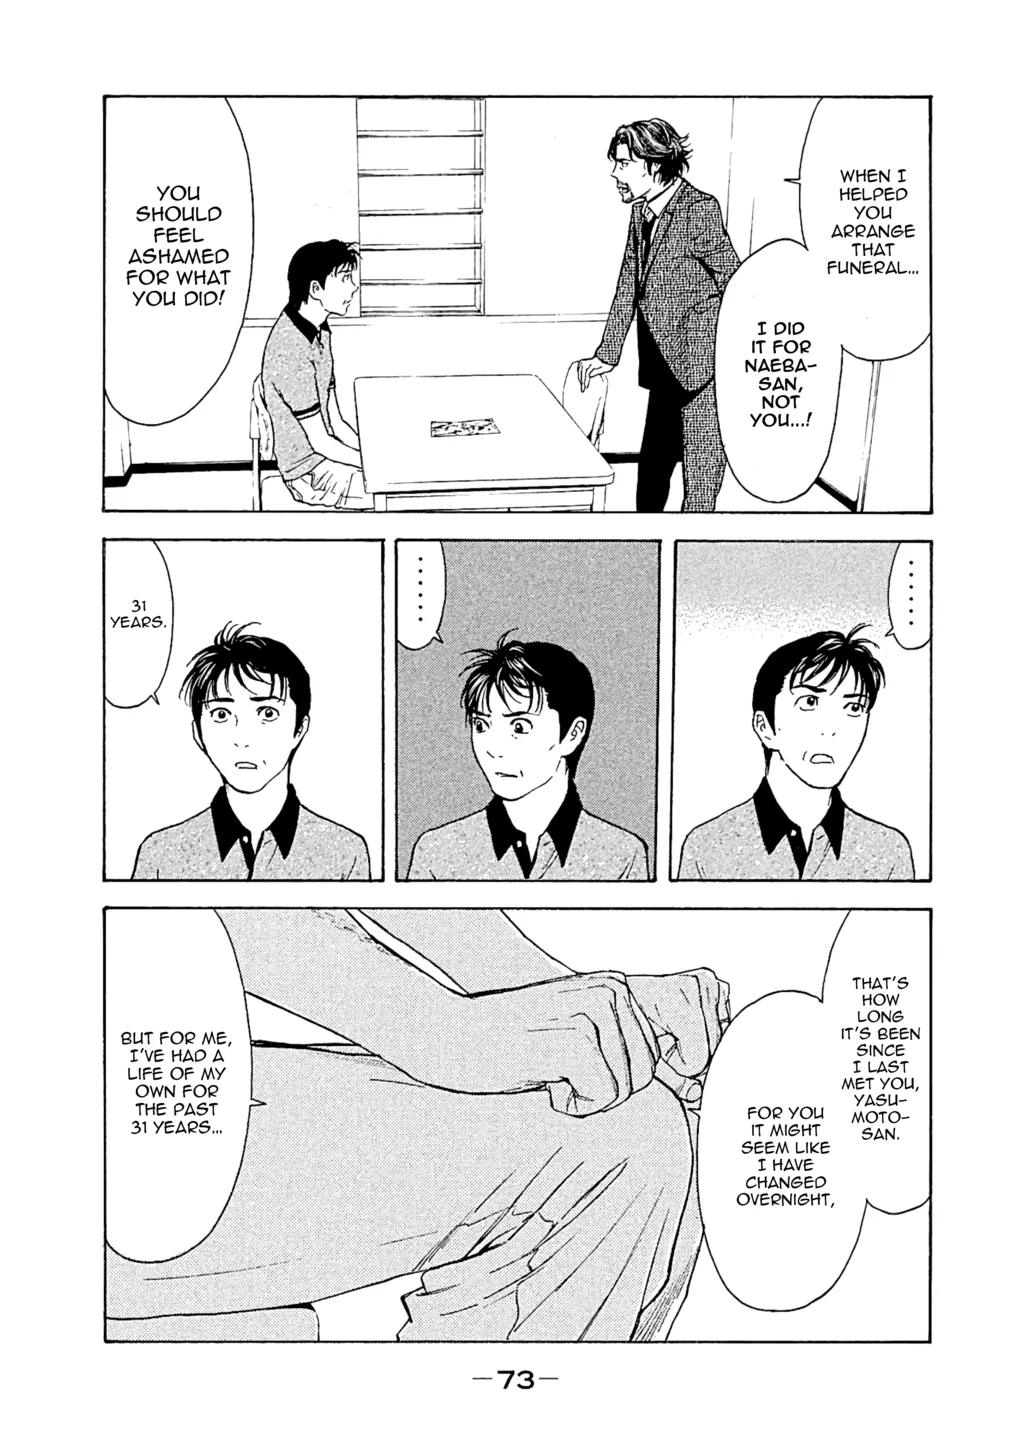 WHEN I
HELPED
YOU
ARRANGE
THAT
FUNERAL...
I DID
IT FOR
NAEBA-
SAN,
NOT
YOU...!
YOU
SHOULD
FEEL
ASHAMED
FOR WHAT
YOU DID!
......
......
31
YEARS.
THAT'S
HOW
LONG
IT'S BEEN
SINCE
I LAST
MET YOU,
YASU-
MOTO-
SAN.
FOR YOU
IT MIGHT
SEEM LIKE
I HAVE
CHANGED
OVERNIGHT,
BUT FOR ME,
I'VE HAD A
LIFE OF MY
OWN FOR
THE PAST
31 YEARS...
—73—